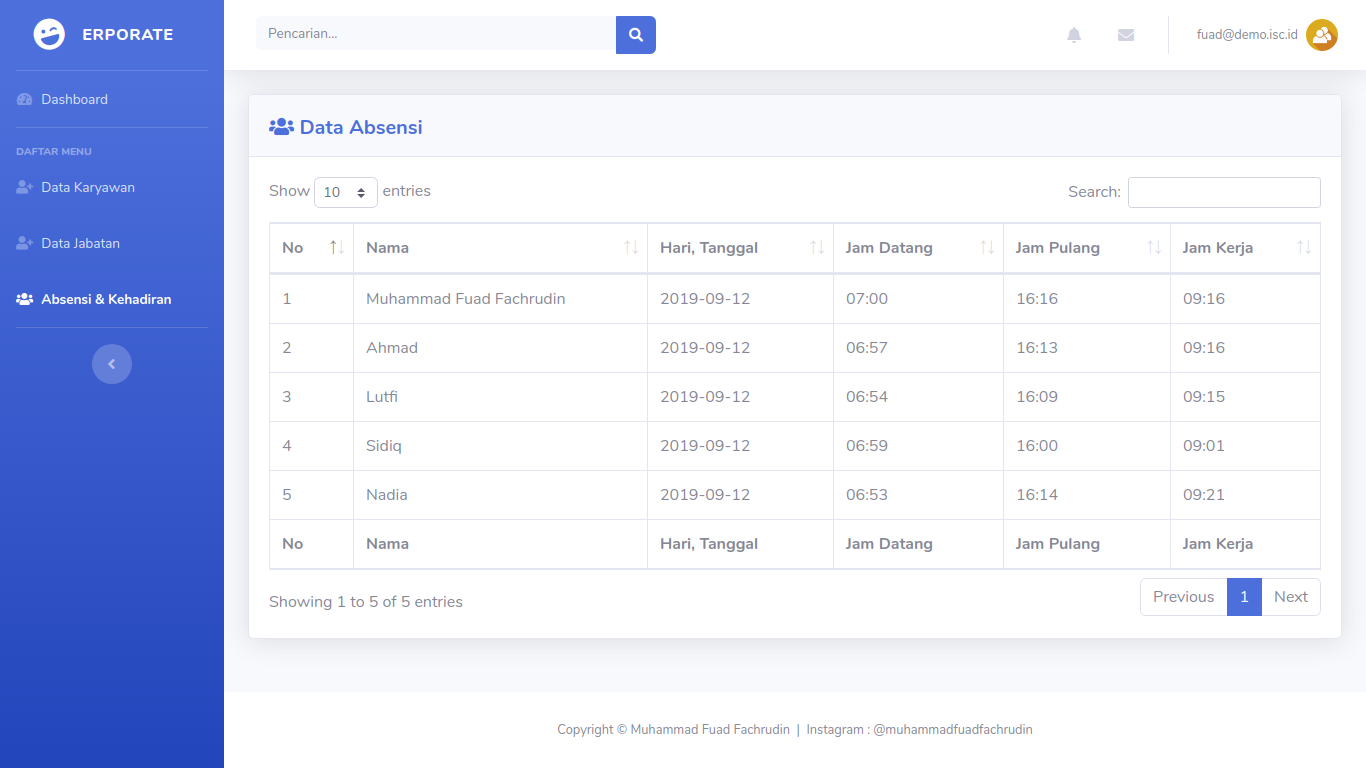 ERPORATE
Dashboard
DAFTAR MENU
Data Karyawan
Data Jabatan
Absensi & Kehadiran
Pencarian...
fuad@demo.isc.id
Data Absensi
Show 10 entries
Search:
No Nama Hari, Tanggal Jam Datang Jam Pulang Jam Kerja
1 Muhammad Fuad Fachrudin 2019-09-12 07:00 16:16 09:16
2 Ahmad 2019-09-12 06:57 16:13 09:16
3 Lutfi 2019-09-12 06:54 16:09 09:15
4 Sidiq 2019-09-12 06:59 16:00 09:01
5 Nadia 2019-09-12 06:53 16:14 09:21
No Nama Hari, Tanggal Jam Datang Jam Pulang Jam Kerja
Showing 1 to 5 of 5 entries
Previous 1 Next
Copyright © Muhammad Fuad Fachrudin | Instagram : @muhammadfuadfachrudin